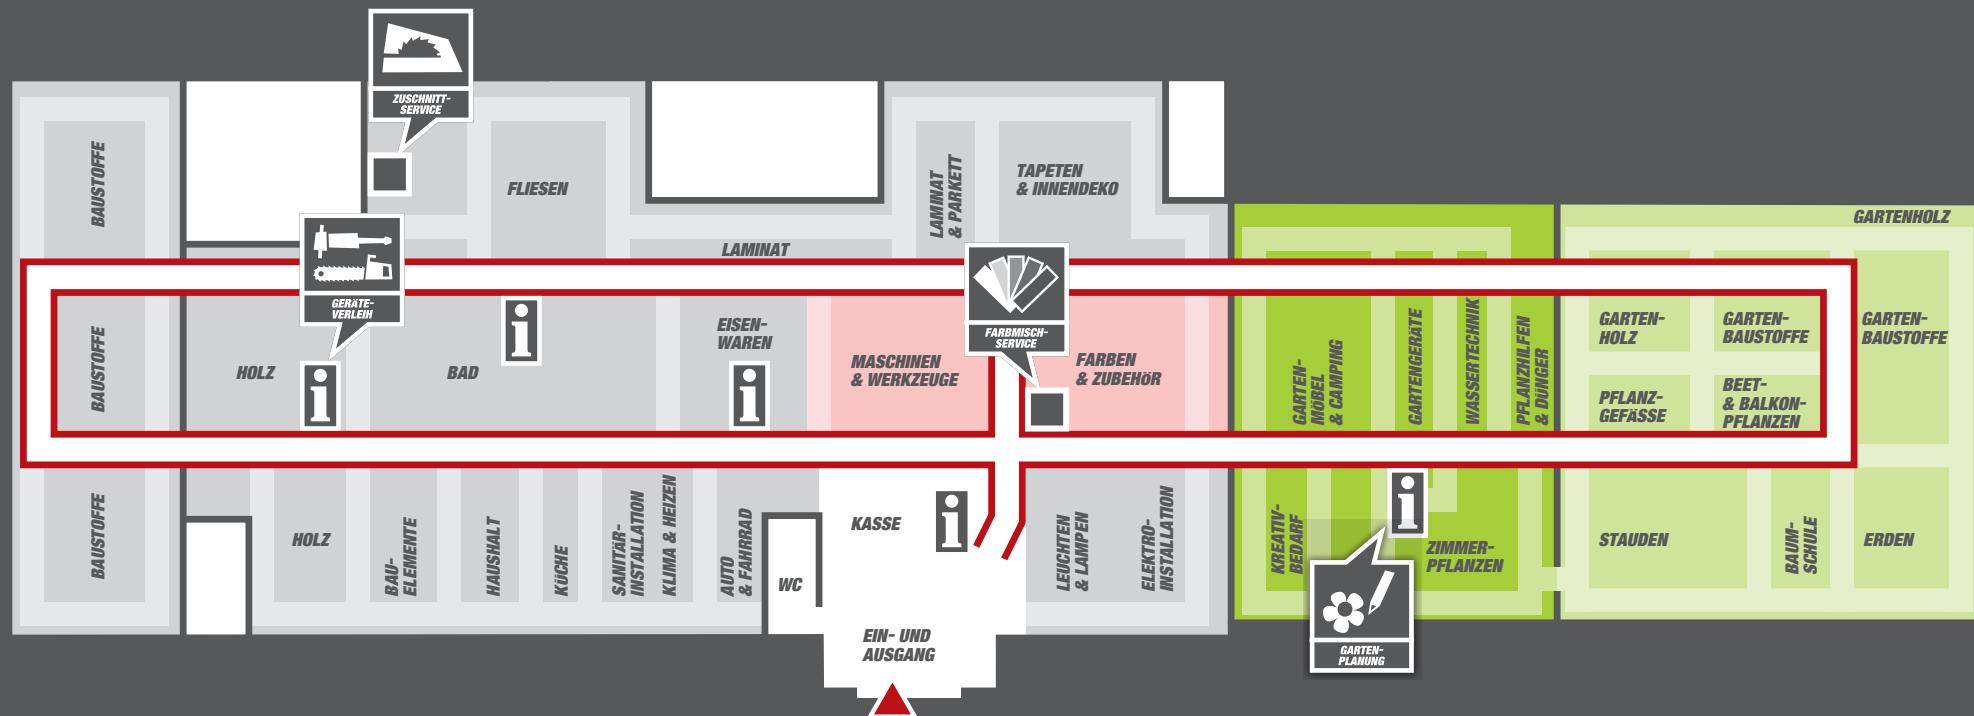 ZUSCHNITT-
SERVICE
BAUSTOFFE
FLIESEN
LAMINAT
& PARKETT
TAPETEN
& INNENDEKO
LAMINAT
GARTENHOLZ
GERÄTE-
VERLEIH
FARBMISCH-
SERVICE
BAUSTOFFE
HOLZ
BAD
EISEN-
WAREN
MASCHINEN
& WERKZEUGE
FARBEN
& ZUBEHÖR
GARTEN-
MÖBEL
& CAMPING
GARTENGERÄTE
WASSERTECHNIK
PFLANZHILFEN
& DÜNGER
GARTEN-
HOLZ
GARTEN-
BAUSTOFFE
GARTEN-
BAUSTOFFE
PFLANZ-
GEFÄSSE
BEET-
& BALKON-
PFLANZEN
BAUSTOFFE
HOLZ
BAU-
ELEMENTE
HAUSHALT
KÜCHE
SANITÄR-
INSTALLATION
KLIMA & HEIZEN
AUTO
& FAHRRAD
WC
KASSE
LEUCHTEN
& LAMPEN
ELEKTRO-
INSTALLATION
KREATIV-
BEDARF
ZIMMER-
PFLANZEN
STAUDEN
BAUM-
SCHULE
ERDEN
EIN- UND
AUSGANG
GARTEN-
PLANUNG
i
i
i
i
i